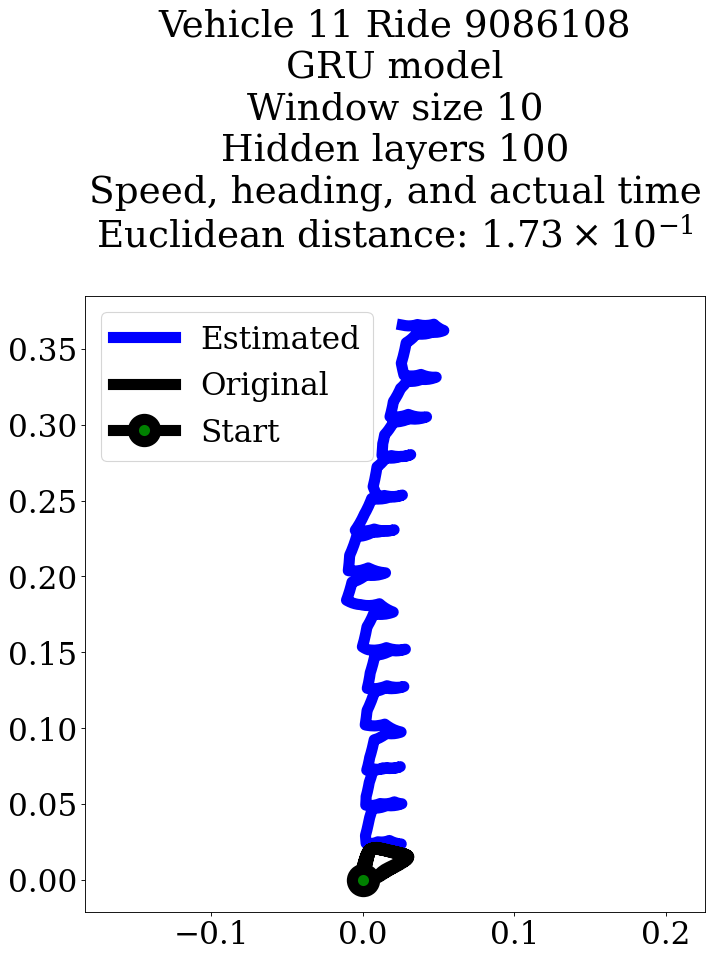 Vehicle 11 Ride 9086108
GRU model
Window size 10
Hidden layers 100
Speed, heading, and actual time
Euclidean distance: 1.73 × 10⁻¹
Estimated
Original
Start
0.35
0.30
0.25
0.20
0.15
0.10
0.05
0.00
−0.1 0.0 0.1 0.2